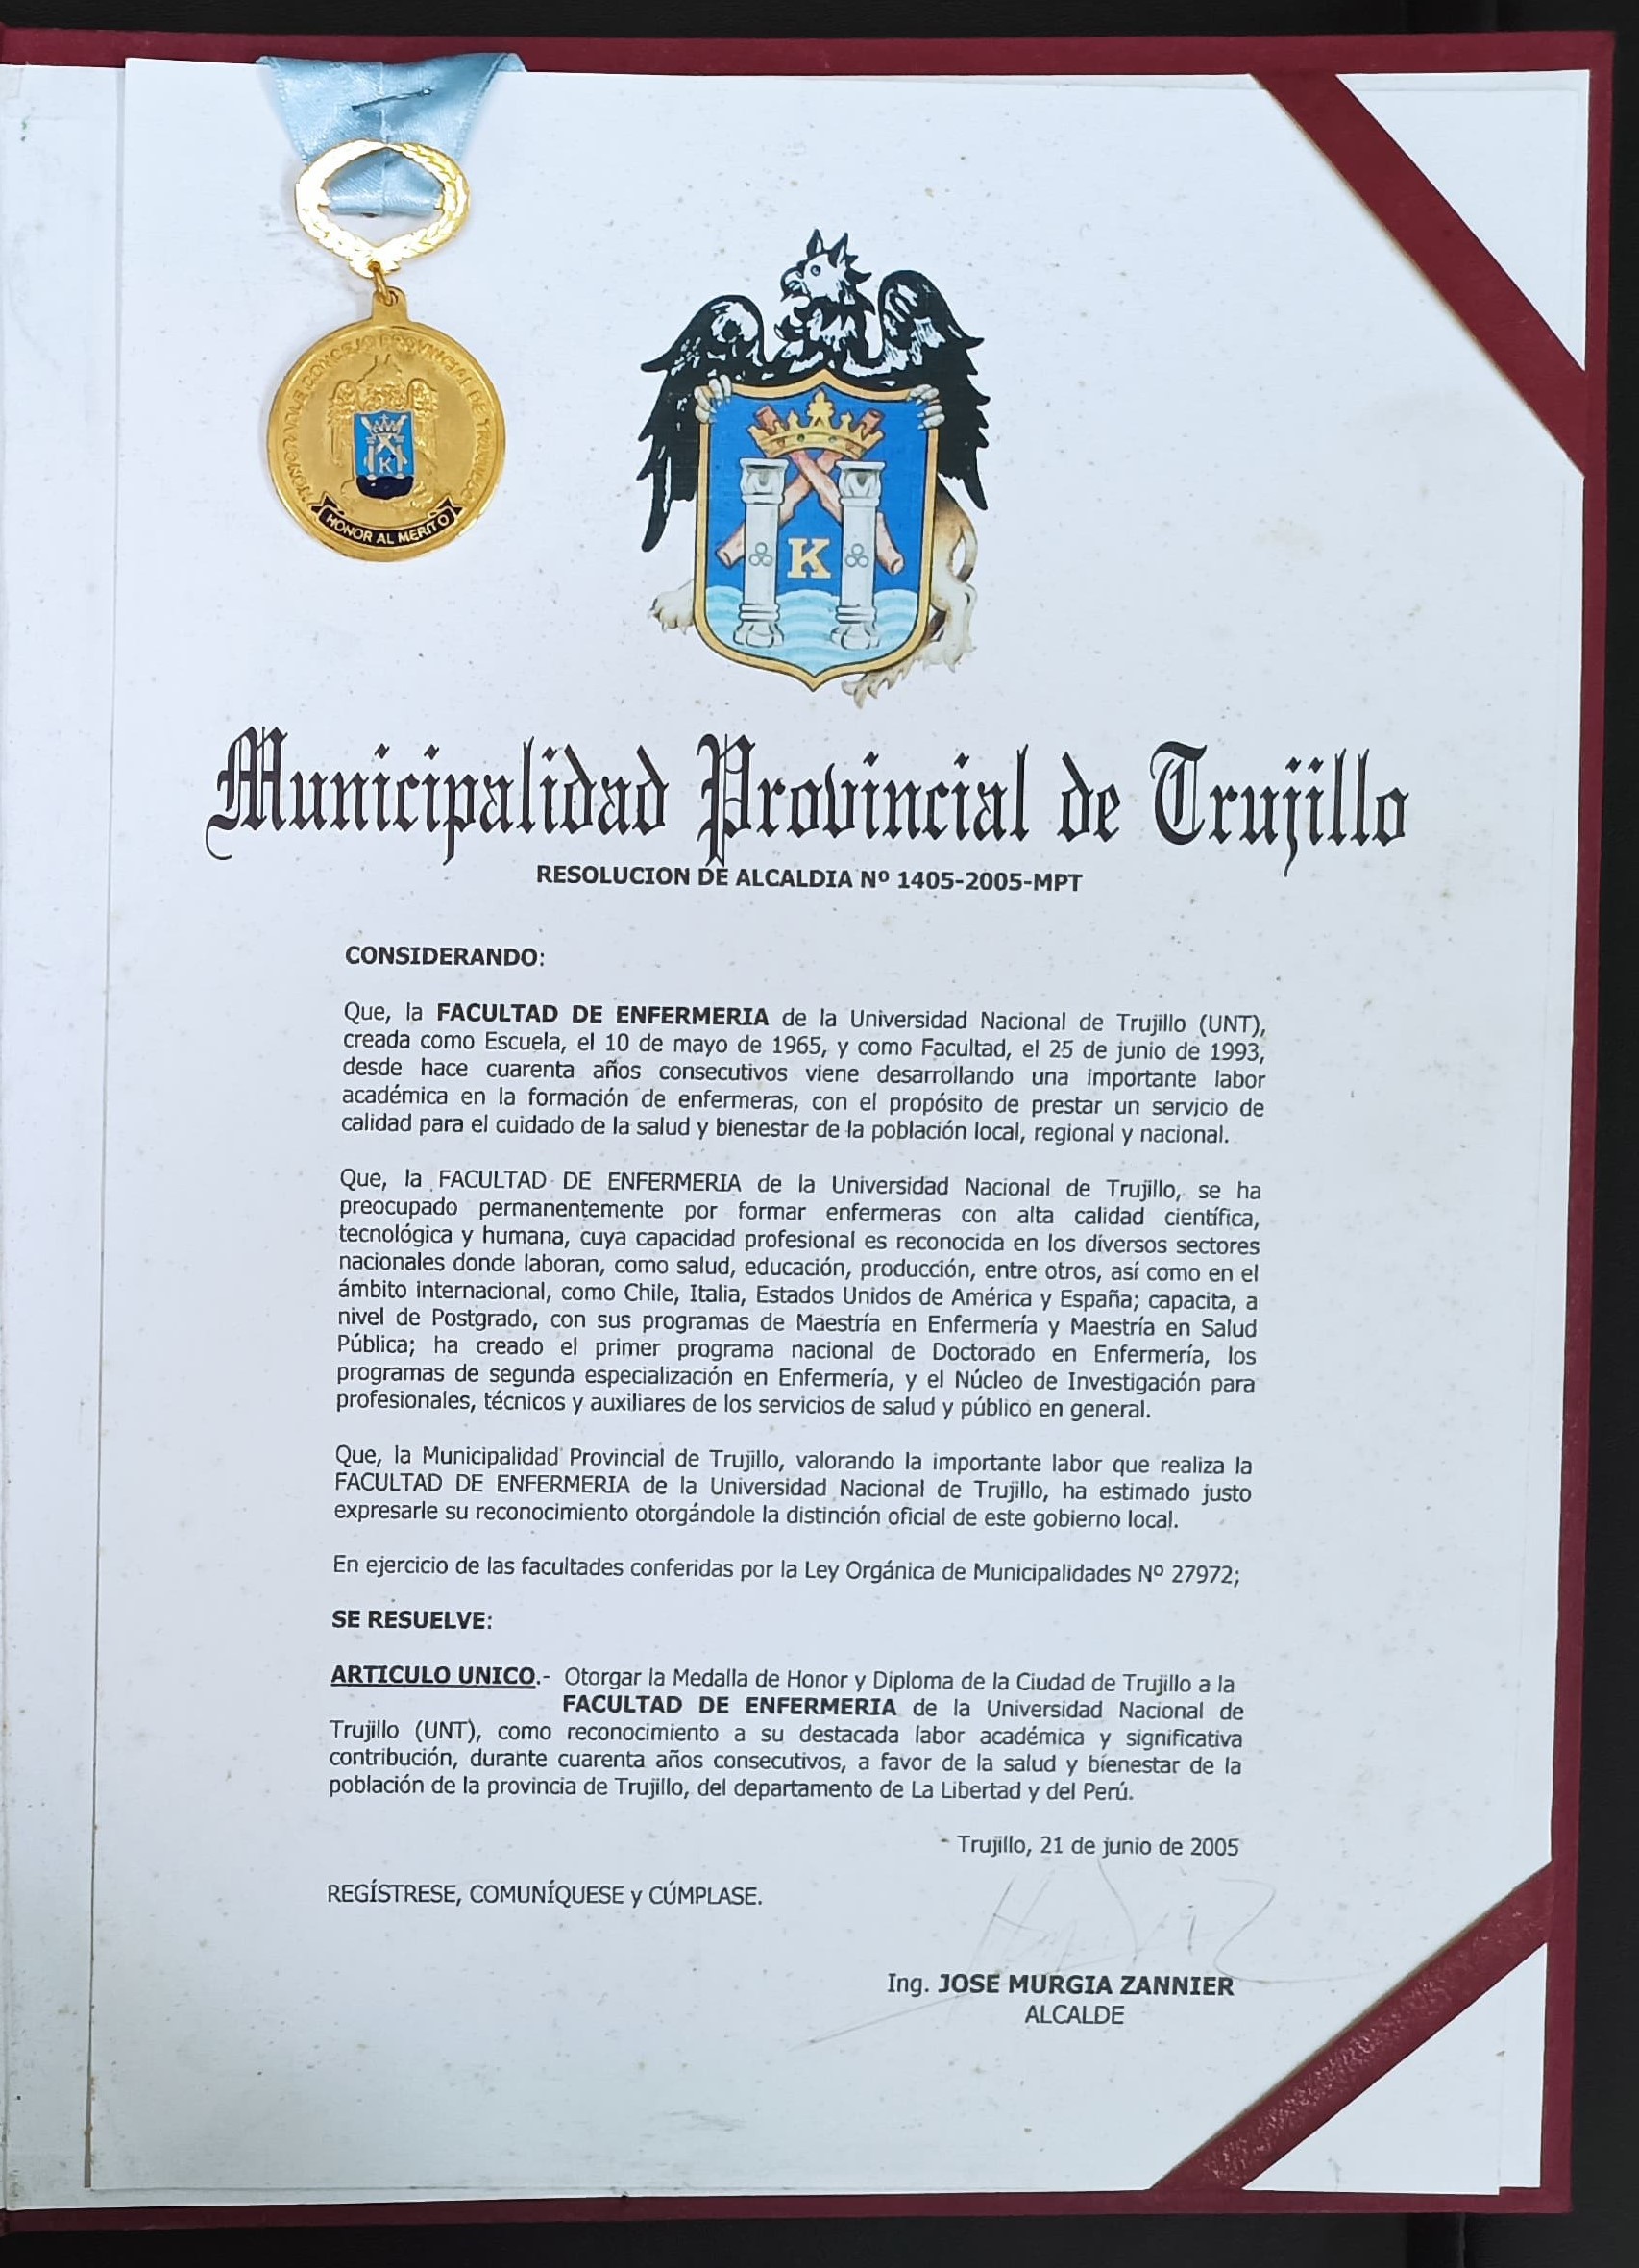 HONORABLE CONCEJO PROVINCIAL DE TRUJILLO
K
HONOR AL MERITO
K
Municipalidad Provincial de Trujillo
RESOLUCION DE ALCALDIA Nº 1405-2005-MPT
CONSIDERANDO:
Que, la FACULTAD DE ENFERMERIA de la Universidad Nacional de Trujillo (UNT),
creada como Escuela, el 10 de mayo de 1965, y como Facultad, el 25 de junio de 1993,
desde hace cuarenta años consecutivos viene desarrollando una importante labor
académica en la formación de enfermeras, con el propósito de prestar un servicio de
calidad para el cuidado de la salud y bienestar de la población local, regional y nacional.
Que, la FACULTAD DE ENFERMERIA de la Universidad Nacional de Trujillo, se ha
preocupado permanentemente por formar enfermeras con alta calidad científica,
tecnológica y humana, cuya capacidad profesional es reconocida en los diversos sectores
nacionales donde laboran, como salud, educación, producción, entre otros, así como en el
ámbito internacional, como Chile, Italia, Estados Unidos de América y España; capacita, a
nivel de Postgrado, con sus programas de Maestría en Enfermería y Maestría en Salud
Pública; ha creado el primer programa nacional de Doctorado en Enfermería, los
programas de segunda especialización en Enfermería, y el Núcleo de Investigación para
profesionales, técnicos y auxiliares de los servicios de salud y público en general.
Que, la Municipalidad Provincial de Trujillo, valorando la importante labor que realiza la
FACULTAD DE ENFERMERIA de la Universidad Nacional de Trujillo, ha estimado justo
expresarle su reconocimiento otorgándole la distinción oficial de este gobierno local.
En ejercicio de las facultades conferidas por la Ley Orgánica de Municipalidades Nº 27972;
SE RESUELVE:
ARTICULO UNICO.- Otorgar la Medalla de Honor y Diploma de la Ciudad de Trujillo a la
FACULTAD DE ENFERMERIA de la Universidad Nacional de
Trujillo (UNT), como reconocimiento a su destacada labor académica y significativa
contribución, durante cuarenta años consecutivos, a favor de la salud y bienestar de la
población de la provincia de Trujillo, del departamento de La Libertad y del Perú.
Trujillo, 21 de junio de 2005
REGÍSTRESE, COMUNÍQUESE y CÚMPLASE.
Ing. JOSE MURGIA ZANNIER
ALCALDE